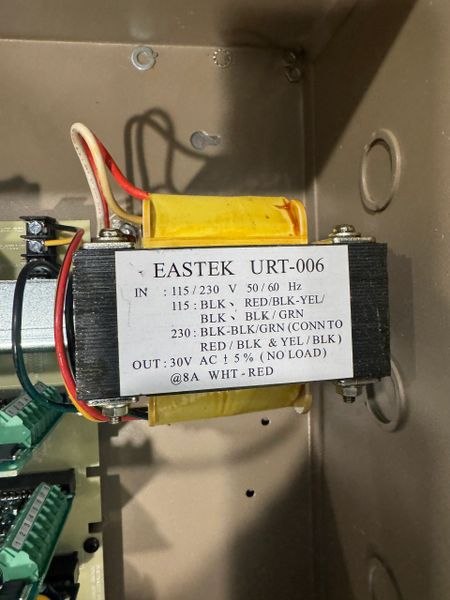 EASTEK URT-006
IN : 115 / 230 V 50 / 60 Hz
115 : BLK、RED/BLK-YEL/
BLK、BLK / GRN
230 : BLK-BLK/GRN (CONN TO
RED / BLK & YEL / BLK)
OUT : 30V AC † 5% ( NO LOAD )
@8A WHT - RED